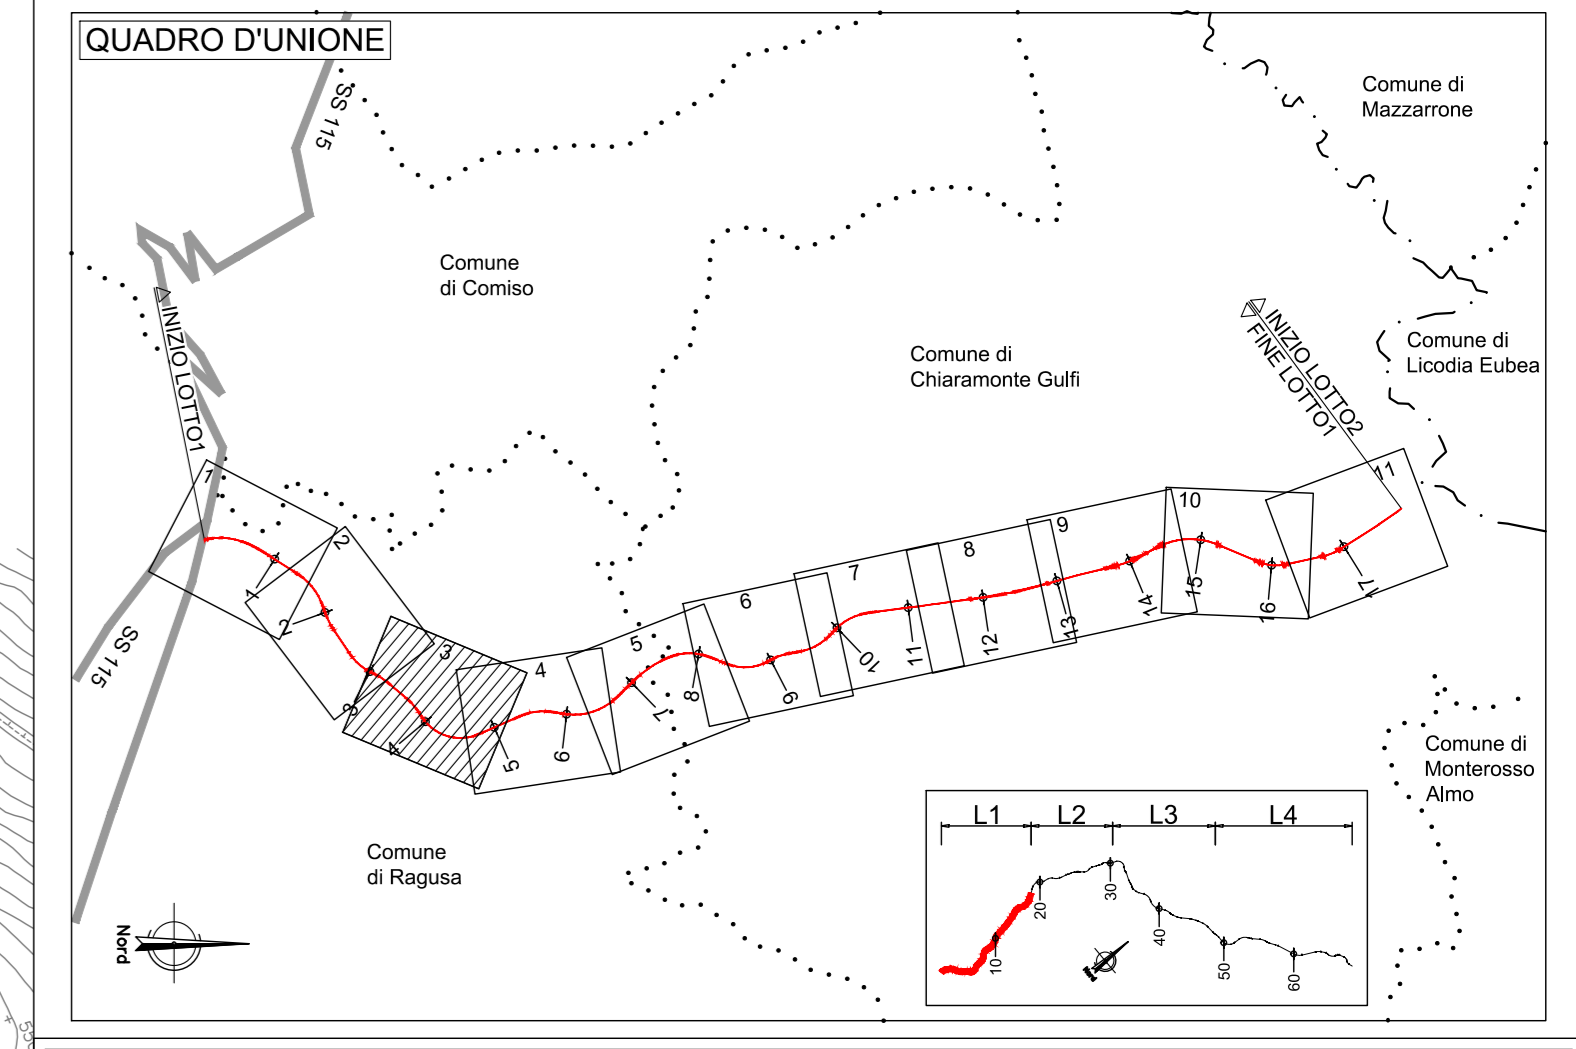 QUADRO D'UNIONE
SS 115
Comune di
Mazzarrone
Comune
di Comiso
INIZIO LOTTO1
INIZIO LOTTO2
FINE LOTTO1
Comune di
Licodia Eubea
Comune di
Chiaramonte Gulfi
1
2
3
4
5
6
7
8
9
10
11
1
2
3
4
5
6
7
8
9
10
11
12
13
14
15
16
17
SS 115
Comune di
Monterosso
Almo
Comune
di Ragusa
Nord
L1 L2 L3 L4
10
20
30
40
50
60